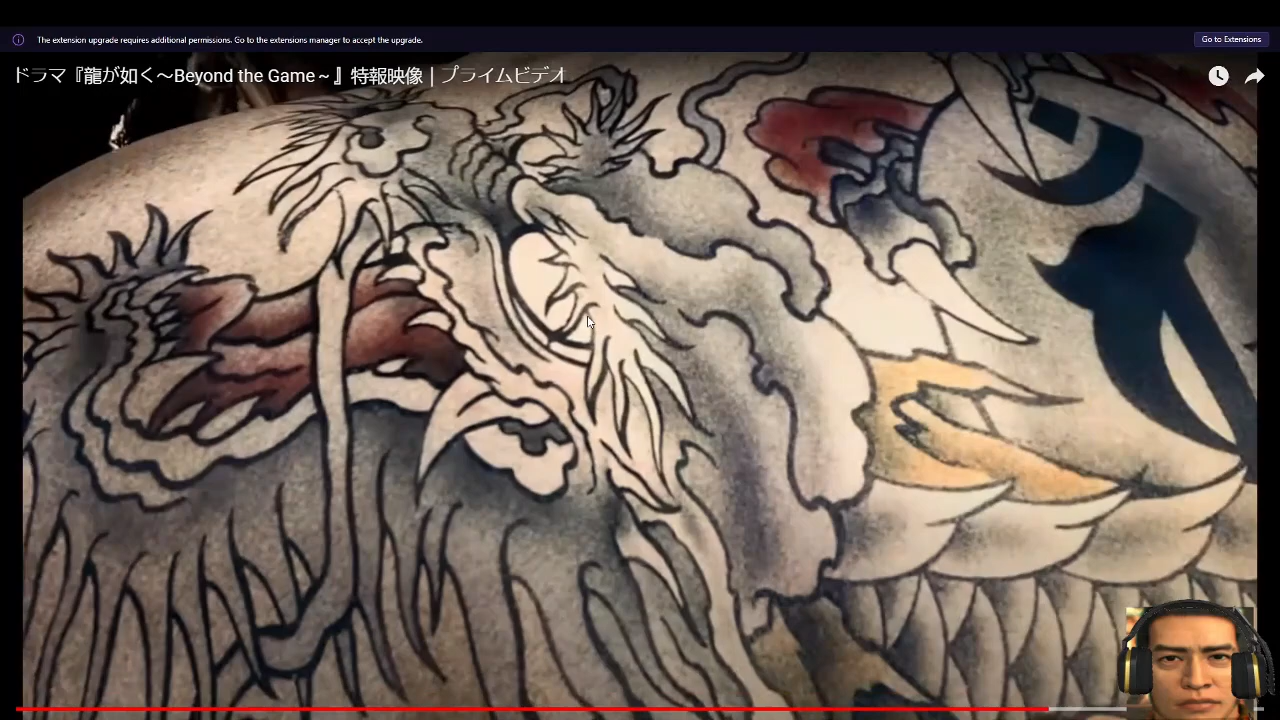 The extension upgrade requires additional permissions. Go to the extensions manager to accept the upgrade.
Go to Extensions
ドラマ『龍が如く～Beyond the Game～』特報映像 | プライムビデオ